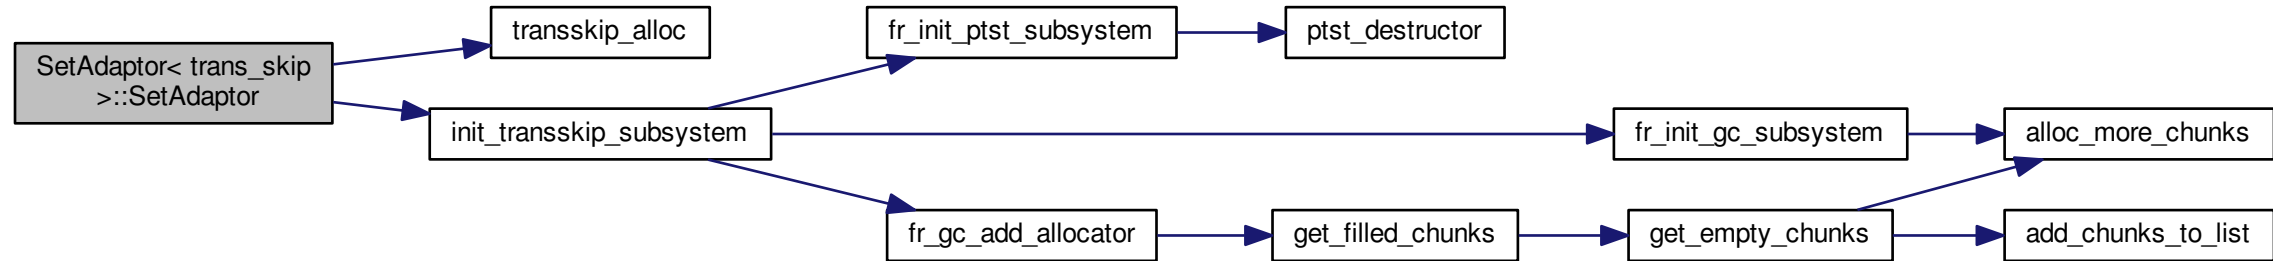 SetAdaptor< trans_skip
>::SetAdaptor
transskip_alloc
init_transskip_subsystem
fr_init_ptst_subsystem
ptst_destructor
fr_init_gc_subsystem
alloc_more_chunks
fr_gc_add_allocator
get_filled_chunks
get_empty_chunks
add_chunks_to_list